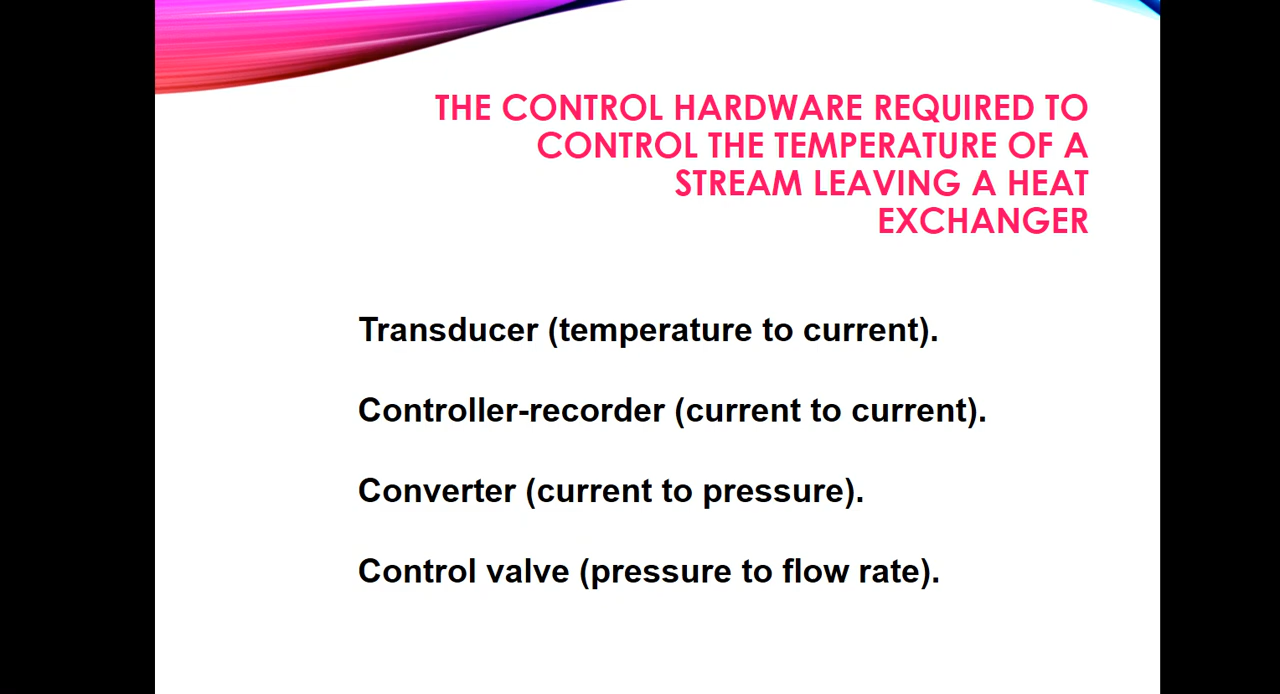 THE CONTROL HARDWARE REQUIRED TO
CONTROL THE TEMPERATURE OF A
STREAM LEAVING A HEAT
EXCHANGER
Transducer (temperature to current).
Controller-recorder (current to current).
Converter (current to pressure).
Control valve (pressure to flow rate).